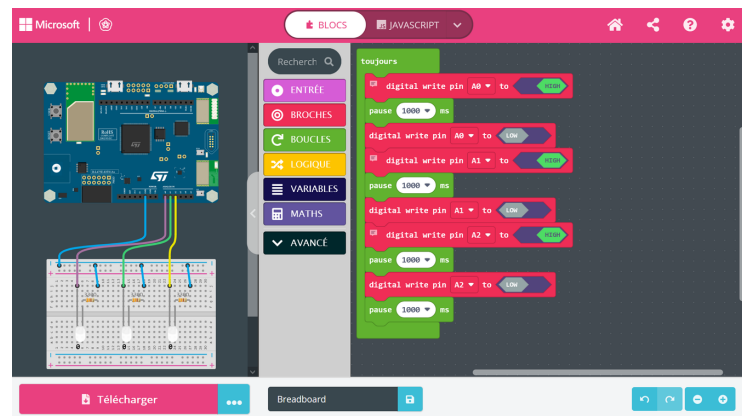 Microsoft
BLOCS
JAVASCRIPT
Recherch
ENTRÉE
BROCHES
BOUCLES
LOGIQUE
VARIABLES
MATHS
AVANCÉ
toujours
digital write pin A0 to HIGH
pause 1000 ms
digital write pin A0 to LOW
digital write pin A1 to HIGH
pause 1000 ms
digital write pin A1 to LOW
digital write pin A2 to HIGH
pause 1000 ms
digital write pin A2 to LOW
pause 1000 ms
Télécharger
Breadboard